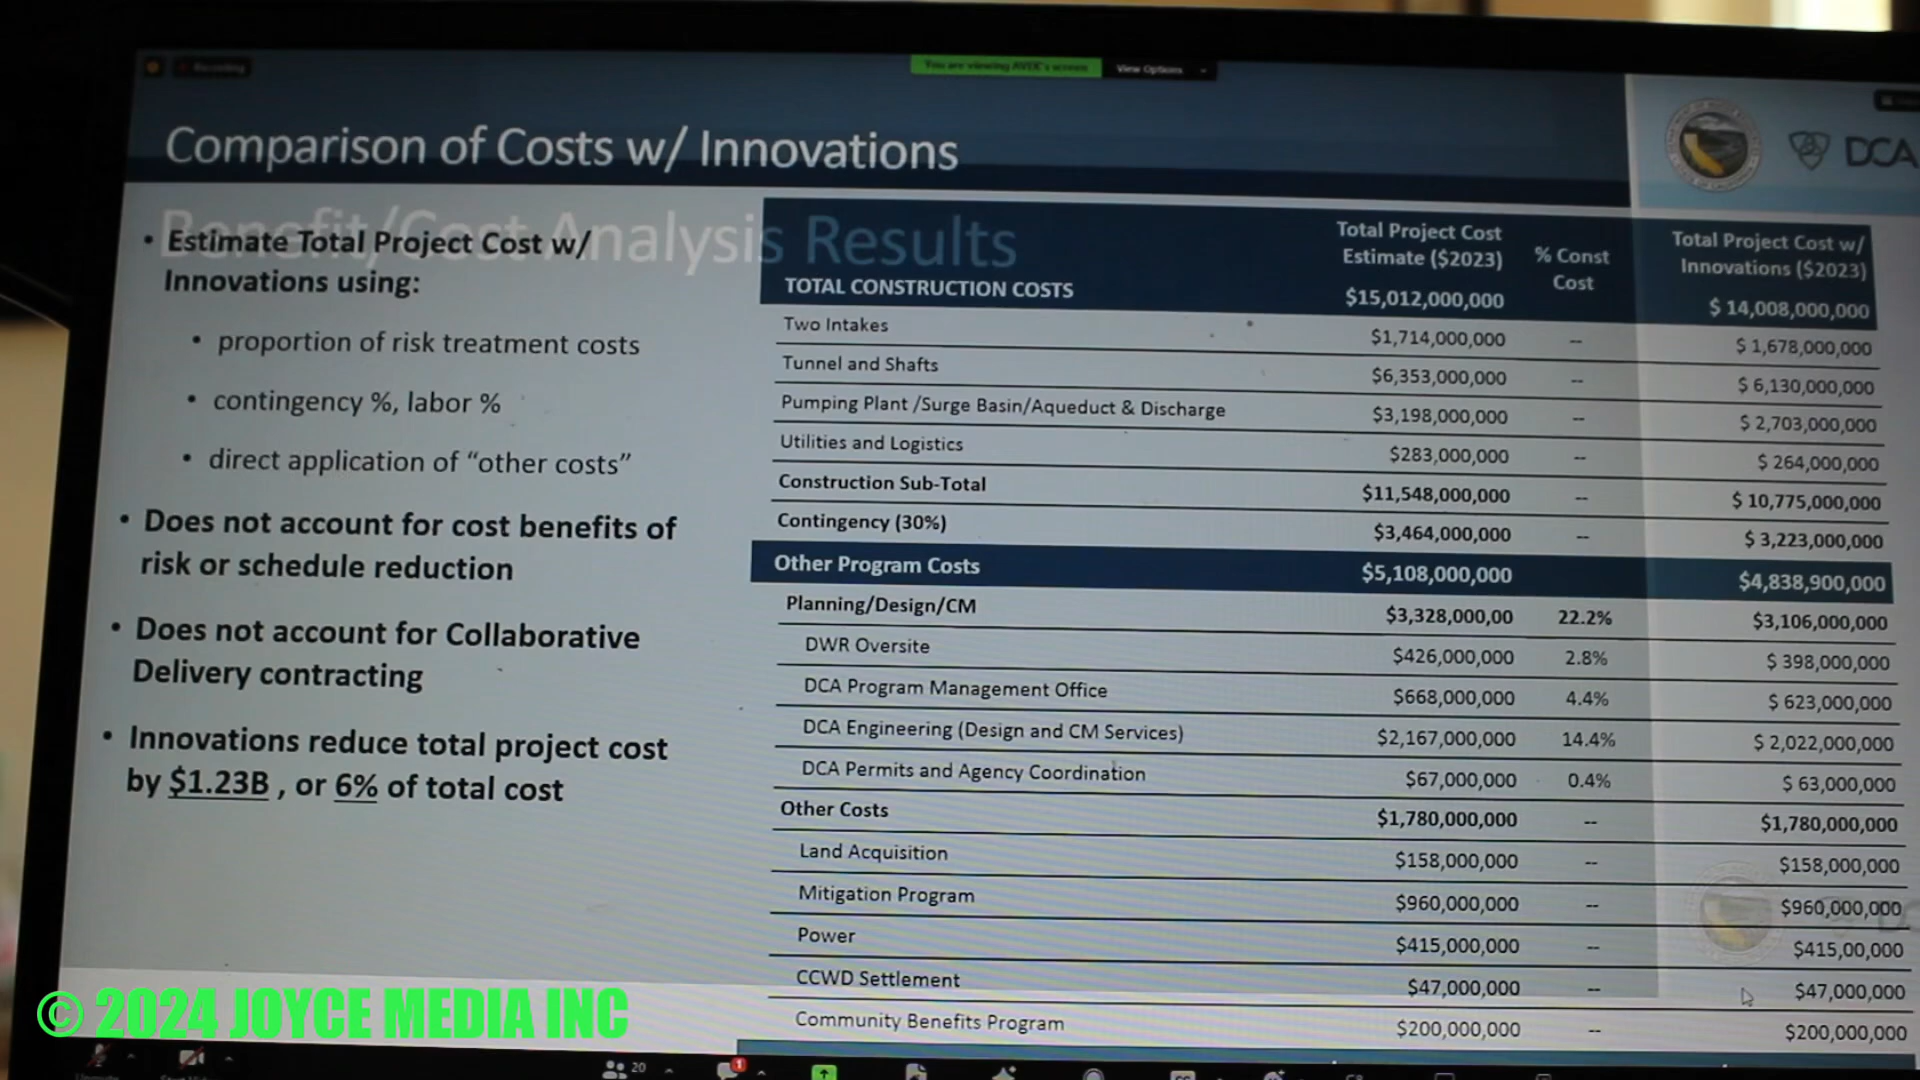 Recording
You are viewing AVEK's screen
View Options
Comparison of Costs w/ Innovations
DCA
Benefit/Cost Analysis Results
• Estimate Total Project Cost w/
Innovations using:
• proportion of risk treatment costs
• contingency %, labor %
• direct application of “other costs”
• Does not account for cost benefits of
risk or schedule reduction
• Does not account for Collaborative
Delivery contracting
• Innovations reduce total project cost
by $1.23B , or 6% of total cost
Total Project Cost
Estimate ($2023)
% Const
Cost
Total Project Cost w/
Innovations ($2023)
TOTAL CONSTRUCTION COSTS $15,012,000,000 $ 14,008,000,000
Two Intakes $1,714,000,000 -- $ 1,678,000,000
Tunnel and Shafts $6,353,000,000 -- $ 6,130,000,000
Pumping Plant /Surge Basin/Aqueduct & Discharge $3,198,000,000 -- $ 2,703,000,000
Utilities and Logistics $283,000,000 -- $ 264,000,000
Construction Sub-Total $11,548,000,000 -- $ 10,775,000,000
Contingency (30%) $3,464,000,000 -- $ 3,223,000,000
Other Program Costs $5,108,000,000 $4,838,900,000
Planning/Design/CM $3,328,000,00 22.2% $3,106,000,000
DWR Oversite $426,000,000 2.8% $ 398,000,000
DCA Program Management Office $668,000,000 4.4% $ 623,000,000
DCA Engineering (Design and CM Services) $2,167,000,000 14.4% $ 2,022,000,000
DCA Permits and Agency Coordination $67,000,000 0.4% $ 63,000,000
Other Costs $1,780,000,000 -- $1,780,000,000
Land Acquisition $158,000,000 -- $158,000,000
Mitigation Program $960,000,000 -- $960,000,000
Power $415,000,000 -- $415,00,000
CCWD Settlement $47,000,000 -- $47,000,000
Community Benefits Program $200,000,000 -- $200,000,000
© 2024 JOYCE MEDIA INC
20
1